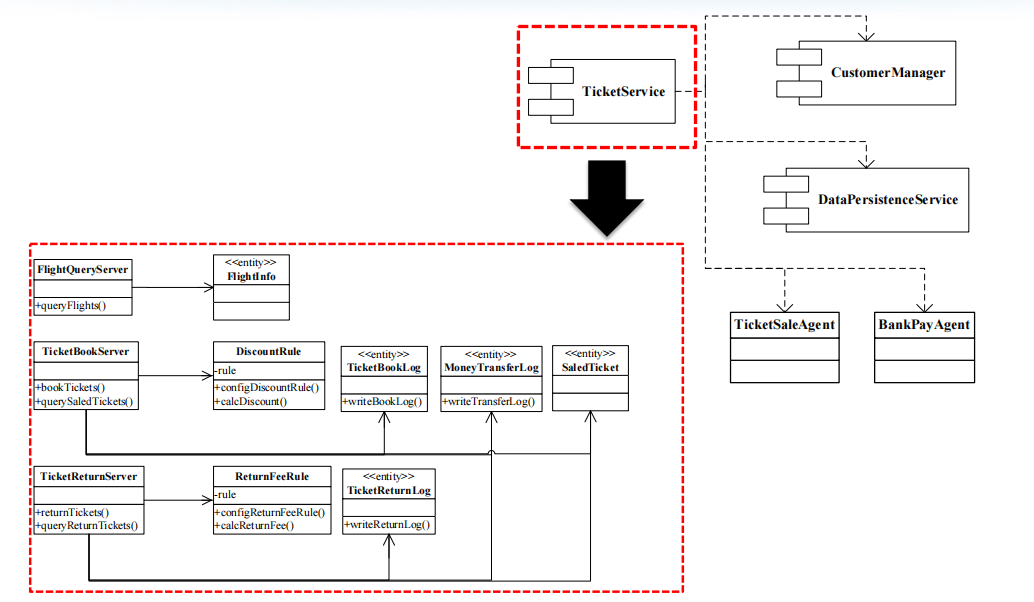 TicketService
CustomerManager
DataPersistenceService
TicketSaleAgent
BankPayAgent
FlightQueryServer
+queryFlights()
<<entity>>
FlightInfo
TicketBookServer
+bookTickets()
+querySaledTickets()
DiscountRule
-rule
+configDiscountRule()
+calcDiscount()
<<entity>>
TicketBookLog
+writeBookLog()
<<entity>>
MoneyTransferLog
+writeTransferLog()
<<entity>>
SaledTicket
TicketReturnServer
+returnTickets()
+queryReturnTickets()
ReturnFeeRule
-rule
+configReturnFeeRule()
+calcReturnFee()
<<entity>>
TicketReturnLog
+writeReturnLog()